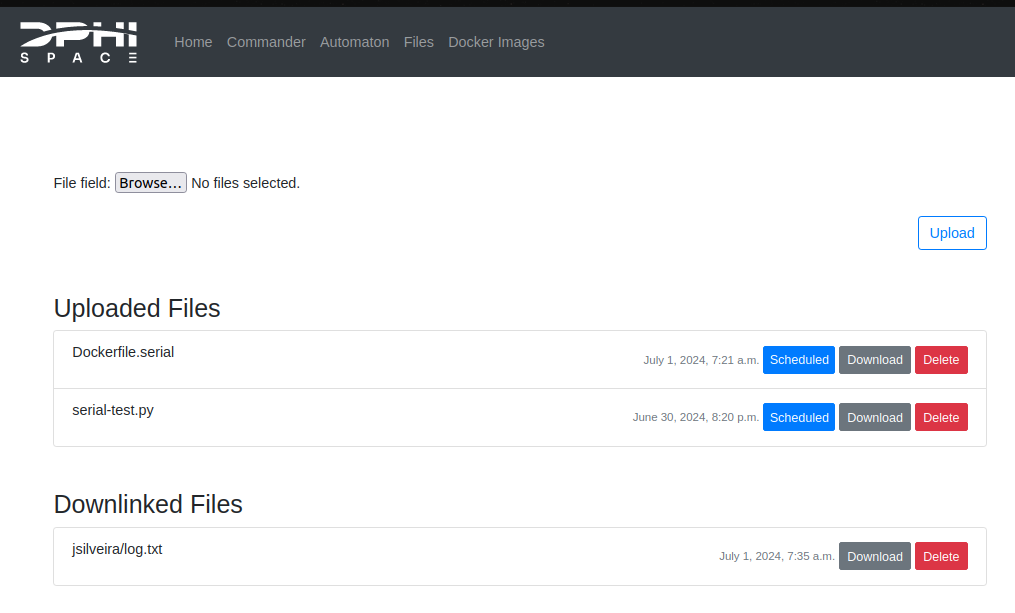 DPHI
SPACE
Home Commander Automaton Files Docker Images
File field: Browse... No files selected.
Upload
Uploaded Files
Dockerfile.serial July 1, 2024, 7:21 a.m. Scheduled Download Delete
serial-test.py June 30, 2024, 8:20 p.m. Scheduled Download Delete
Downlinked Files
jsilveira/log.txt July 1, 2024, 7:35 a.m. Download Delete